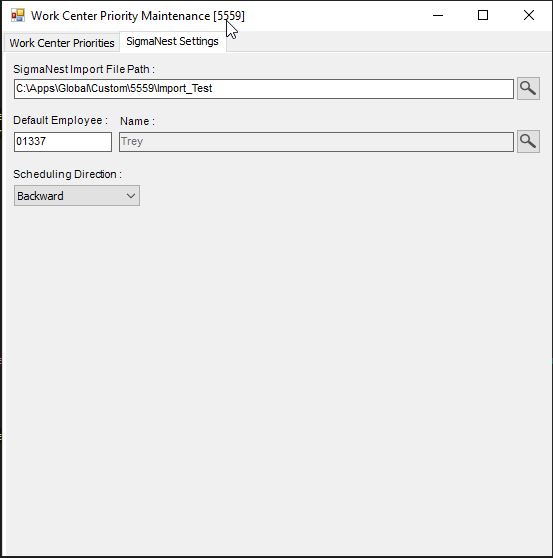 Work Center Priority Maintenance [5559]
Work Center Priorities SigmaNest Settings
SigmaNest Import File Path :
C:\Apps\Global\Custom\5559\Import_Test
Default Employee : Name :
01337 Trey
Scheduling Direction :
Backward